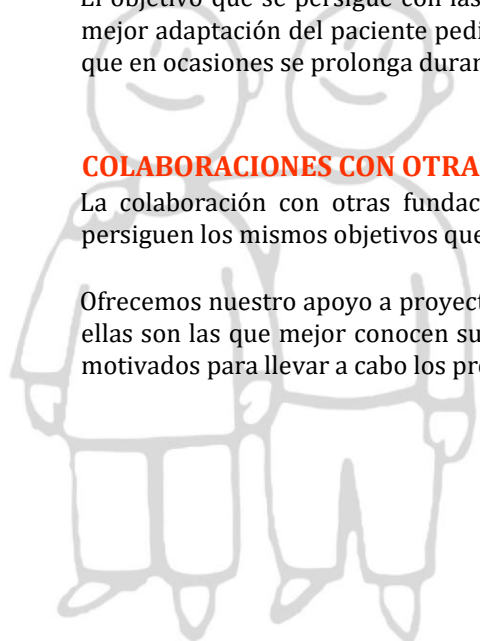 El objetivo que se persigue con las
mejor adaptación del paciente pedi
que en ocasiones se prolonga duran
COLABORACIONES CON OTRA
La colaboración con otras fundac
persiguen los mismos objetivos que
Ofrecemos nuestro apoyo a proyect
ellas son las que mejor conocen su
motivados para llevar a cabo los pr